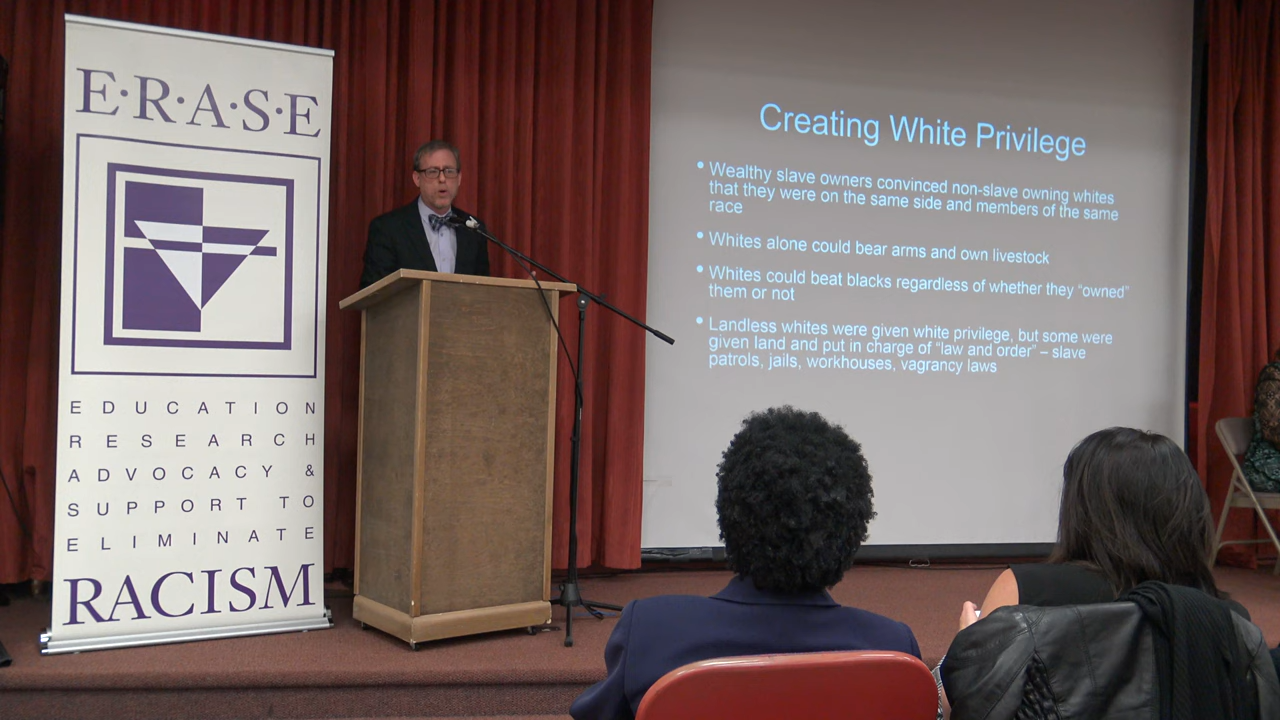 E·R·A·S·E
EDUCATION
RESEARCH
ADVOCACY &
SUPPORT TO
ELIMINATE
RACISM
Creating White Privilege
• Wealthy slave owners convinced non-slave owning whites
that they were on the same side and members of the same
race
• Whites alone could bear arms and own livestock
• Whites could beat blacks regardless of whether they “owned”
them or not
• Landless whites were given white privilege, but some were
given land and put in charge of “law and order” – slave
patrols, jails, workhouses, vagrancy laws